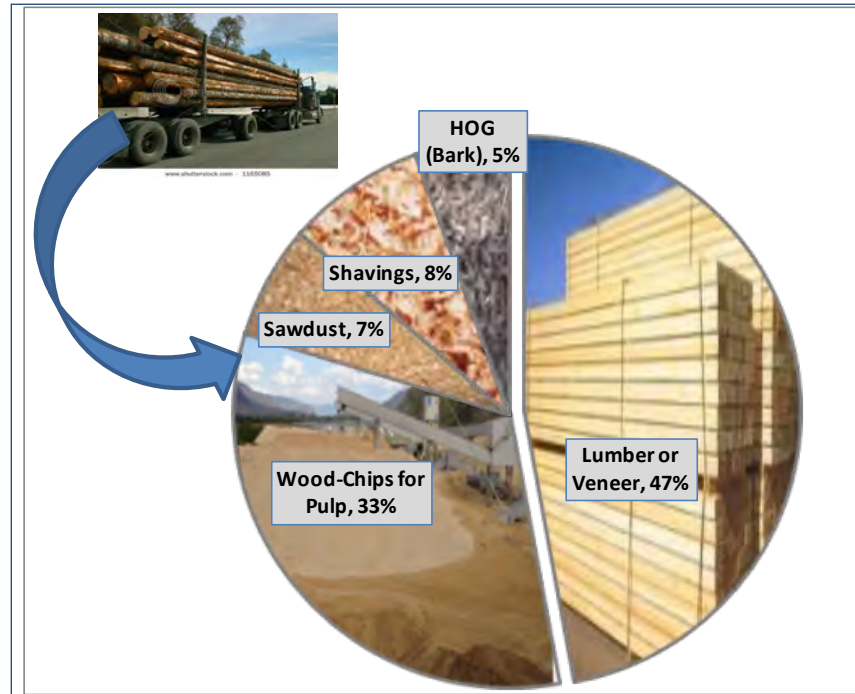 www.shutterstock.com · 1165085
HOG
(Bark), 5%
Shavings, 8%
Sawdust, 7%
Wood-Chips for
Pulp, 33%
Lumber or
Veneer, 47%